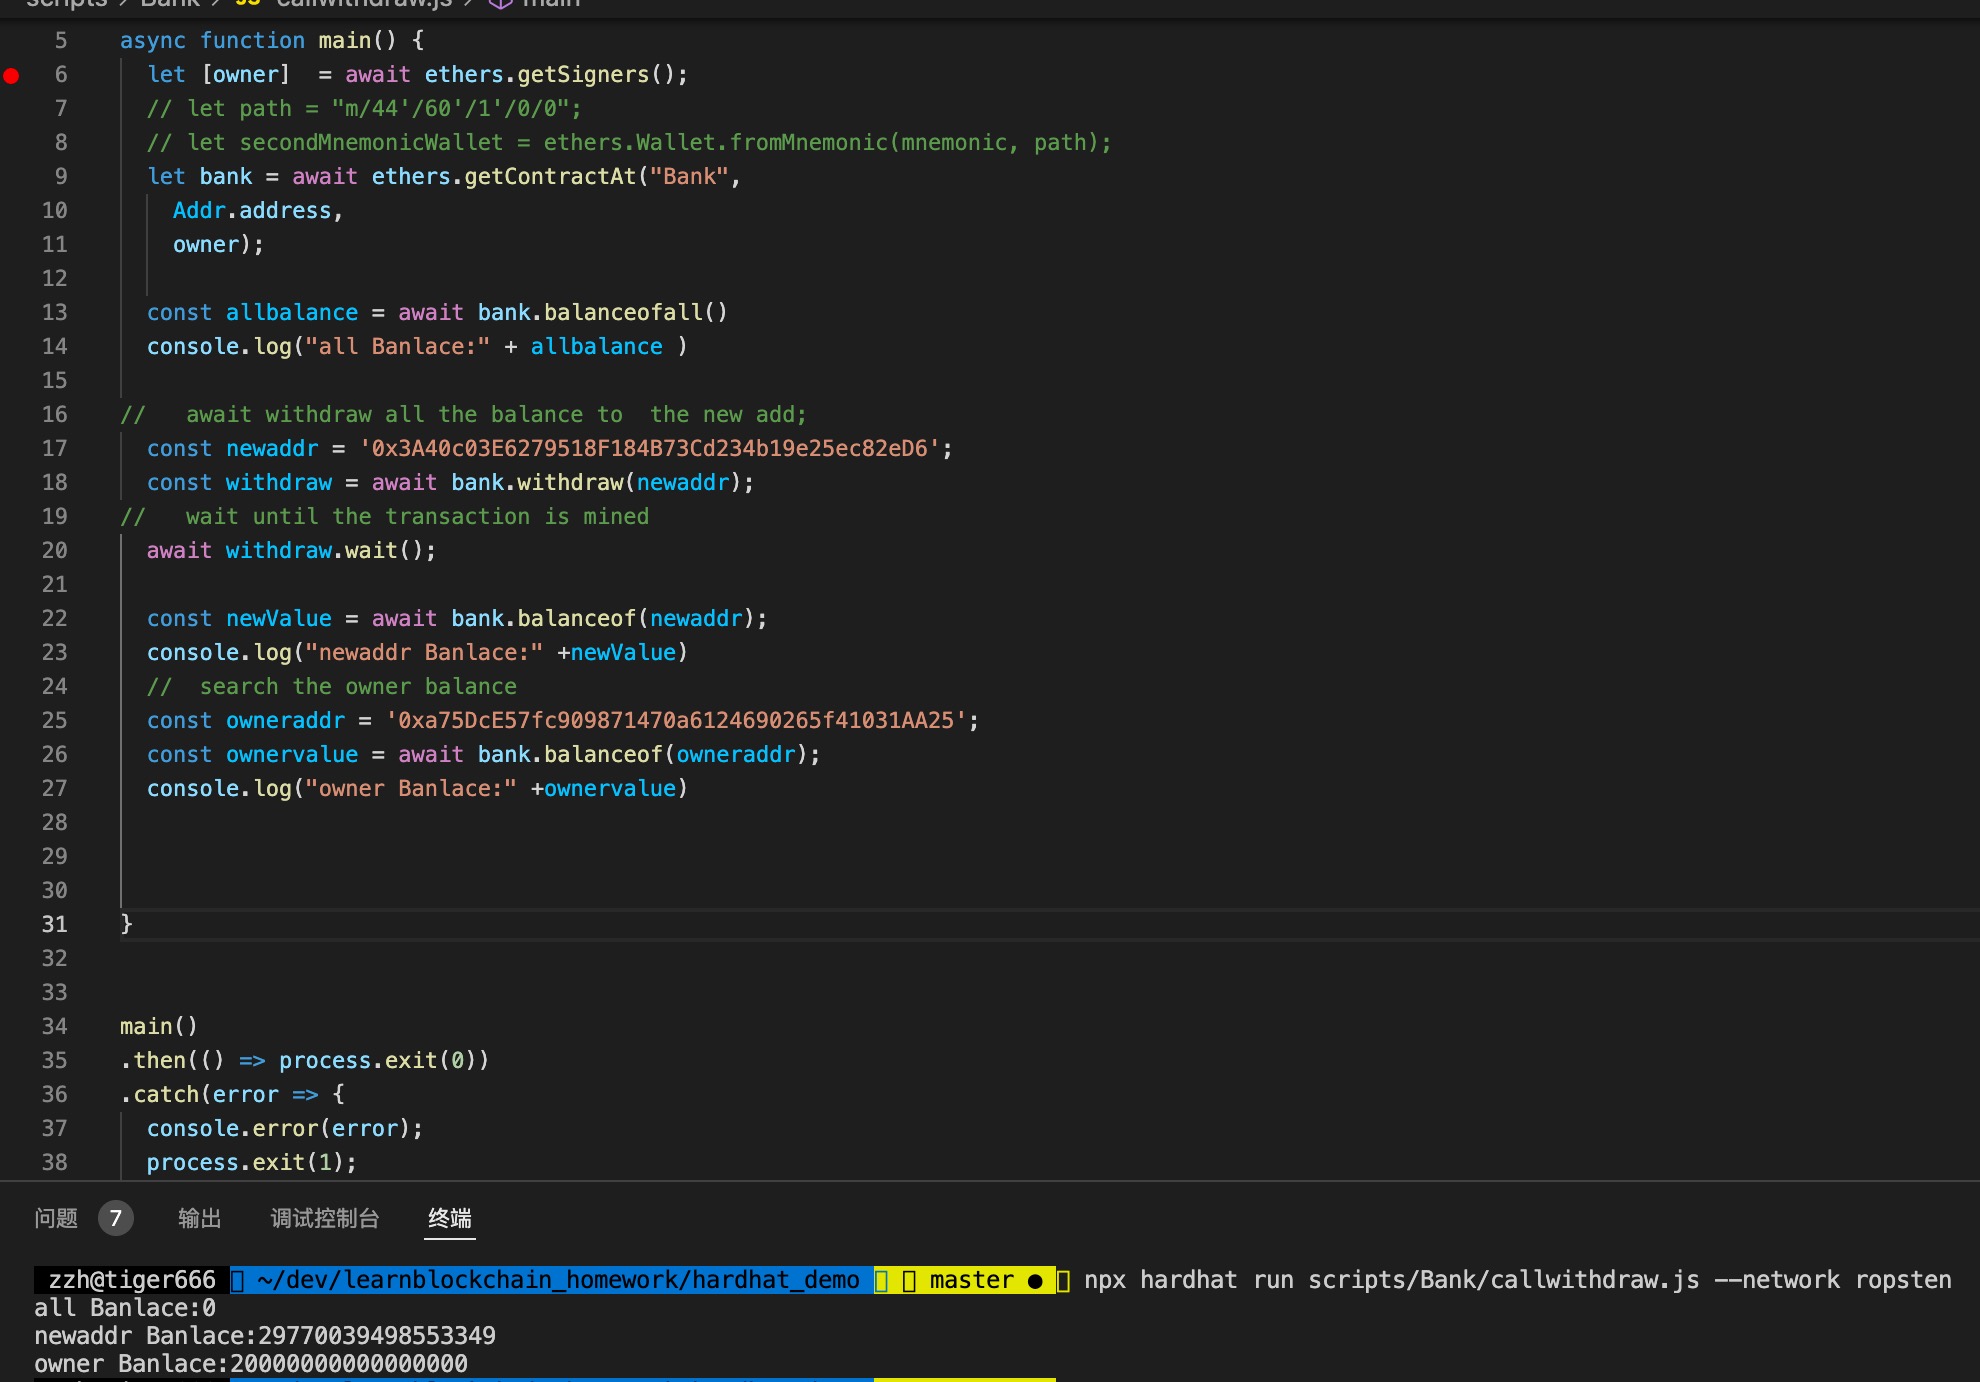 scripts > Bank > JS callwithdraw.js > main
5 async function main() {
6 let [owner]  = await ethers.getSigners();
7 // let path = "m/44'/60'/1'/0/0";
8 // let secondMnemonicWallet = ethers.Wallet.fromMnemonic(mnemonic, path);
9 let bank = await ethers.getContractAt("Bank",
10 Addr.address,
11 owner);
12
13 const allbalance = await bank.balanceofall()
14 console.log("all Banlace:" + allbalance )
15
16 //   await withdraw all the balance to  the new add;
17 const newaddr = '0x3A40c03E6279518F184B73Cd234b19e25ec82eD6';
18 const withdraw = await bank.withdraw(newaddr);
19 //   wait until the transaction is mined
20 await withdraw.wait();
21
22 const newValue = await bank.balanceof(newaddr);
23 console.log("newaddr Banlace:" +newValue)
24 //  search the owner balance
25 const owneraddr = '0xa75DcE57fc909871470a6124690265f41031AA25';
26 const ownervalue = await bank.balanceof(owneraddr);
27 console.log("owner Banlace:" +ownervalue)
28
29
30
31 }
32
33
34 main()
35 .then(() => process.exit(0))
36 .catch(error => {
37 console.error(error);
38 process.exit(1);
问题 7 输出 调试控制台 终端
zzh@tiger666 ~/dev/learnblockchain_homework/hardhat_demo master ● npx hardhat run scripts/Bank/callwithdraw.js --network ropsten
all Banlace:0
newaddr Banlace:29770039498553349
owner Banlace:20000000000000000